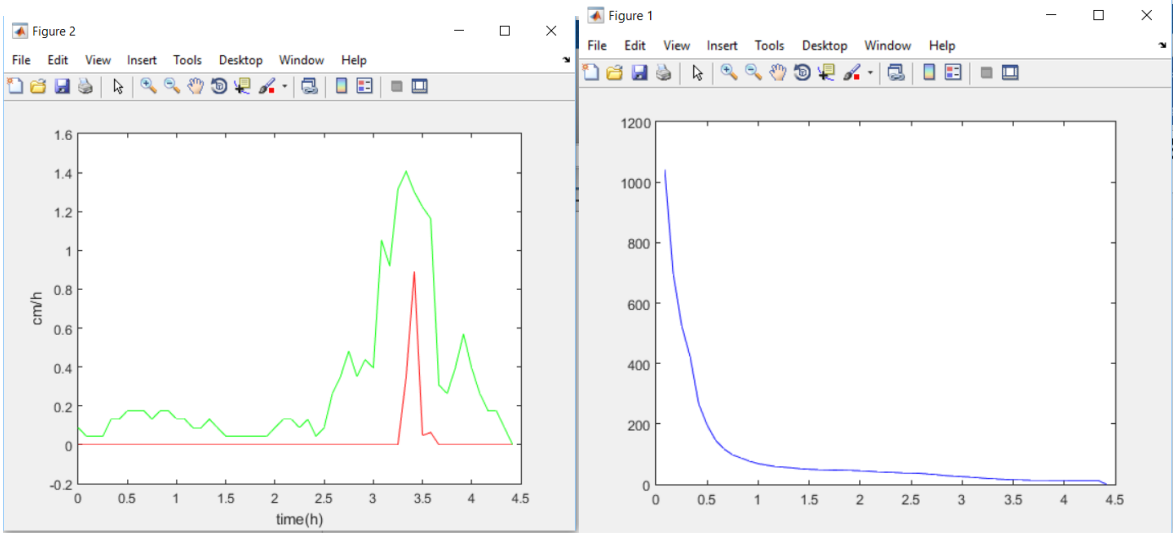 Figure 2
File Edit View Insert Tools Desktop Window Help
1.6
1.4
1.2
1
0.8
0.6
0.4
0.2
0
-0.2
cm/h
0 0.5 1 1.5 2 2.5 3 3.5 4 4.5
time(h)
Figure 1
File Edit View Insert Tools Desktop Window Help
1200
1000
800
600
400
200
0
0 0.5 1 1.5 2 2.5 3 3.5 4 4.5